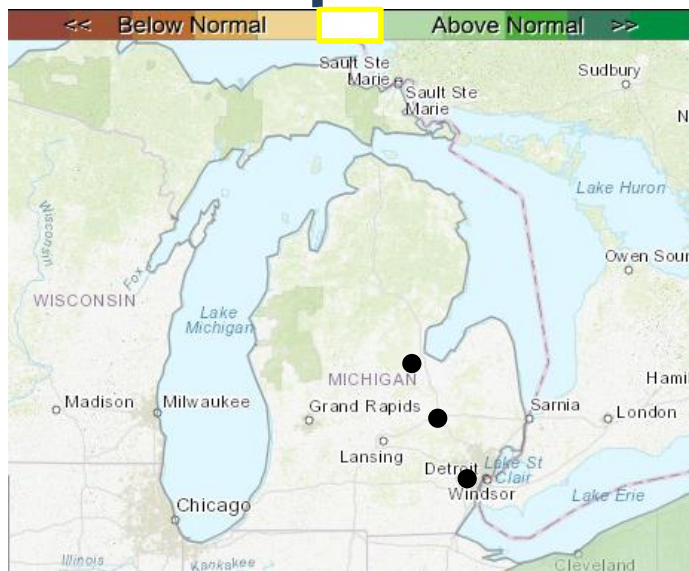 << Below Normal Above Normal >>
Sault Ste
Marie
Sault Ste
Marie
Sudbury
N
Lake Huron
Owen Sour
Wisconsin
Fox
WISCONSIN
Lake
Michigan
MICHIGAN
Hamil
Madison
Milwaukee
Grand Rapids
Sarnia
London
Lansing
Detroit
Lake St
Clair
Windsor
Lake Erie
Chicago
Illinois
Kankakee
Cleveland